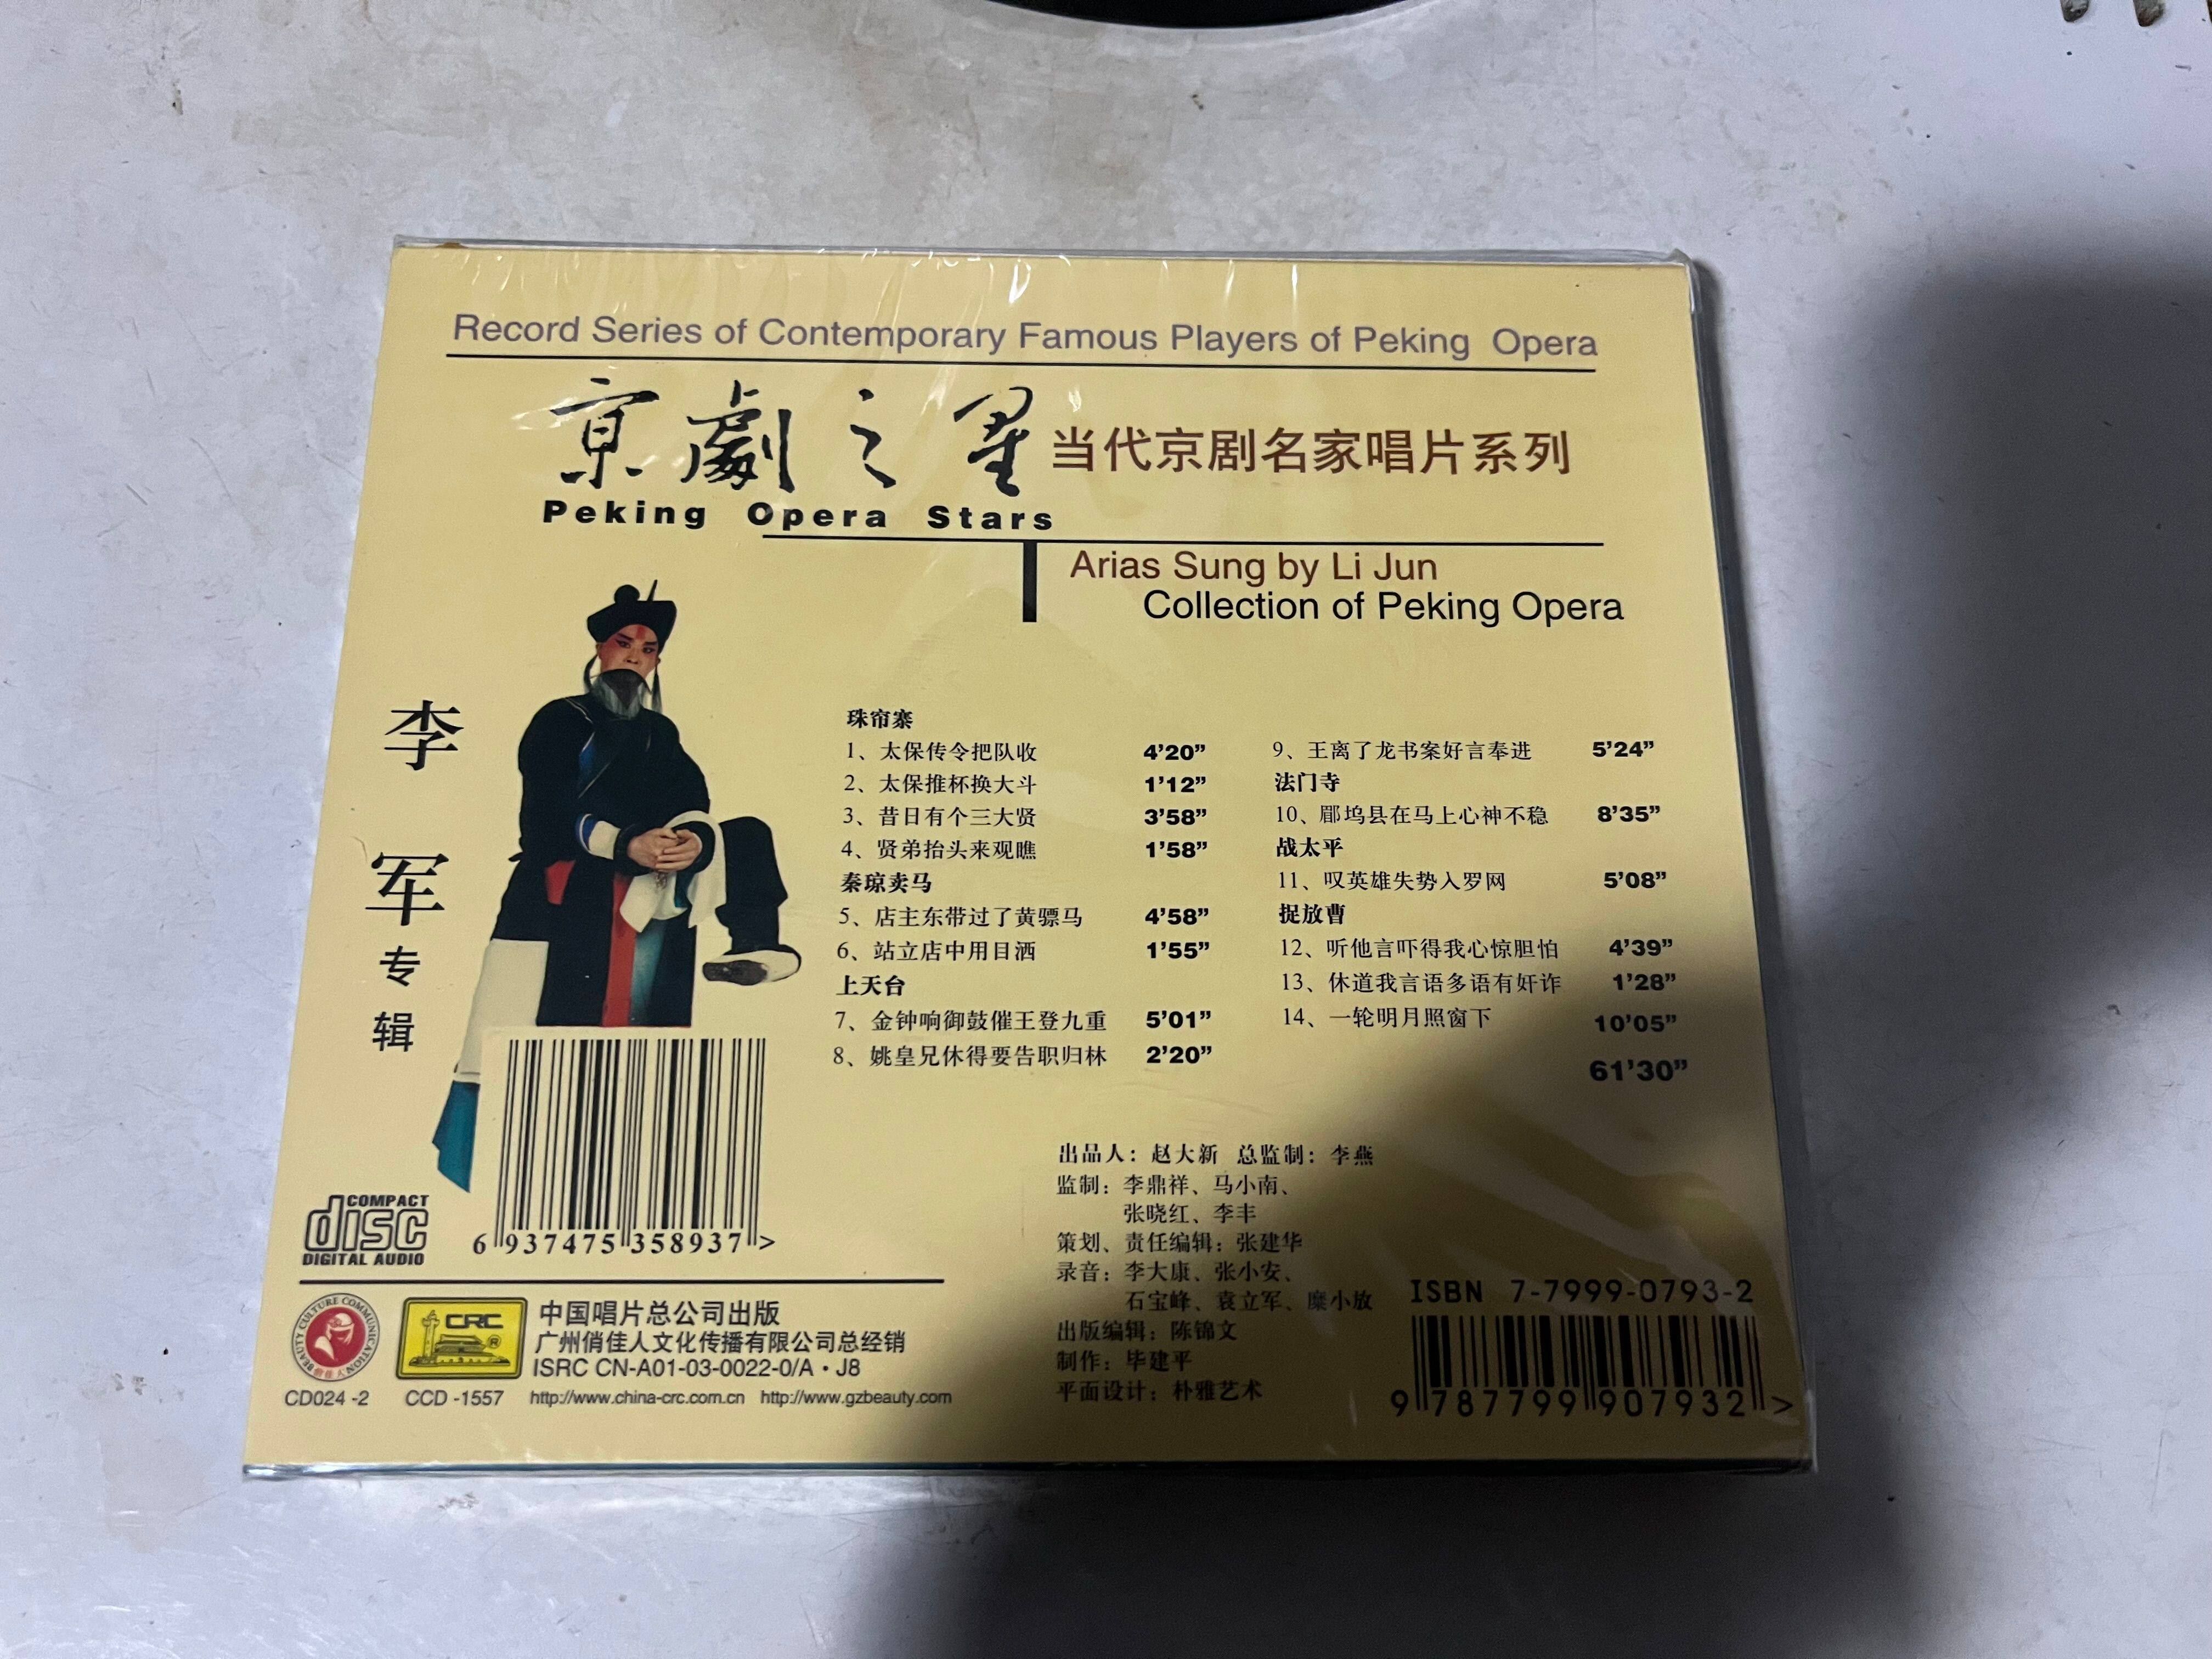 Record Series of Contemporary Famous Players of Peking Opera
京劇之星 当代京剧名家唱片系列
Peking Opera Stars
Arias Sung by Li Jun
Collection of Peking Opera
李军专辑
珠帘寨
1、太保传令把队收 4’20”
2、太保推杯换大斗 1’12”
3、昔日有个三大贤 3’58”
4、贤弟抬头来观瞧 1’58”
秦琼卖马
5、店主东带过了黄骠马 4’58”
6、站立店中用目洒 1’55”
上天台
7、金钟响御鼓催王登九重 5’01”
8、姚皇兄休得要告职归林 2’20”
9、王离了龙书案好言奉进 5’24”
法门寺
10、郿坞县在马上心神不稳 8’35”
战太平
11、叹英雄失势入罗网 5’08”
捉放曹
12、听他言吓得我心惊胆怕 4’39”
13、休道我言语多语有奸诈 1’28”
14、一轮明月照窗下 10’05”
61’30”
出品人：赵大新 总监制：李燕
监制：李鼎祥、马小南、
张晓红、李丰
策划、责任编辑：张建华
录音：李大康、张小安、
石宝峰、袁立军、糜小放
出版编辑：陈锦文
制作：毕建平
平面设计：朴雅艺术
6 937475 358937 >
COMPACT
disc
DIGITAL AUDIO
BEAUTY CULTURE COMMUNICATION
CRC ®
中国唱片总公司出版
广州俏佳人文化传播有限公司总经销
ISRC CN-A01-03-0022-0/A·J8
CD024 -2 CCD -1557 http://www.china-crc.com.cn http://www.gzbeauty.com
ISBN 7-7999-0793-2
9 787799 907932 >